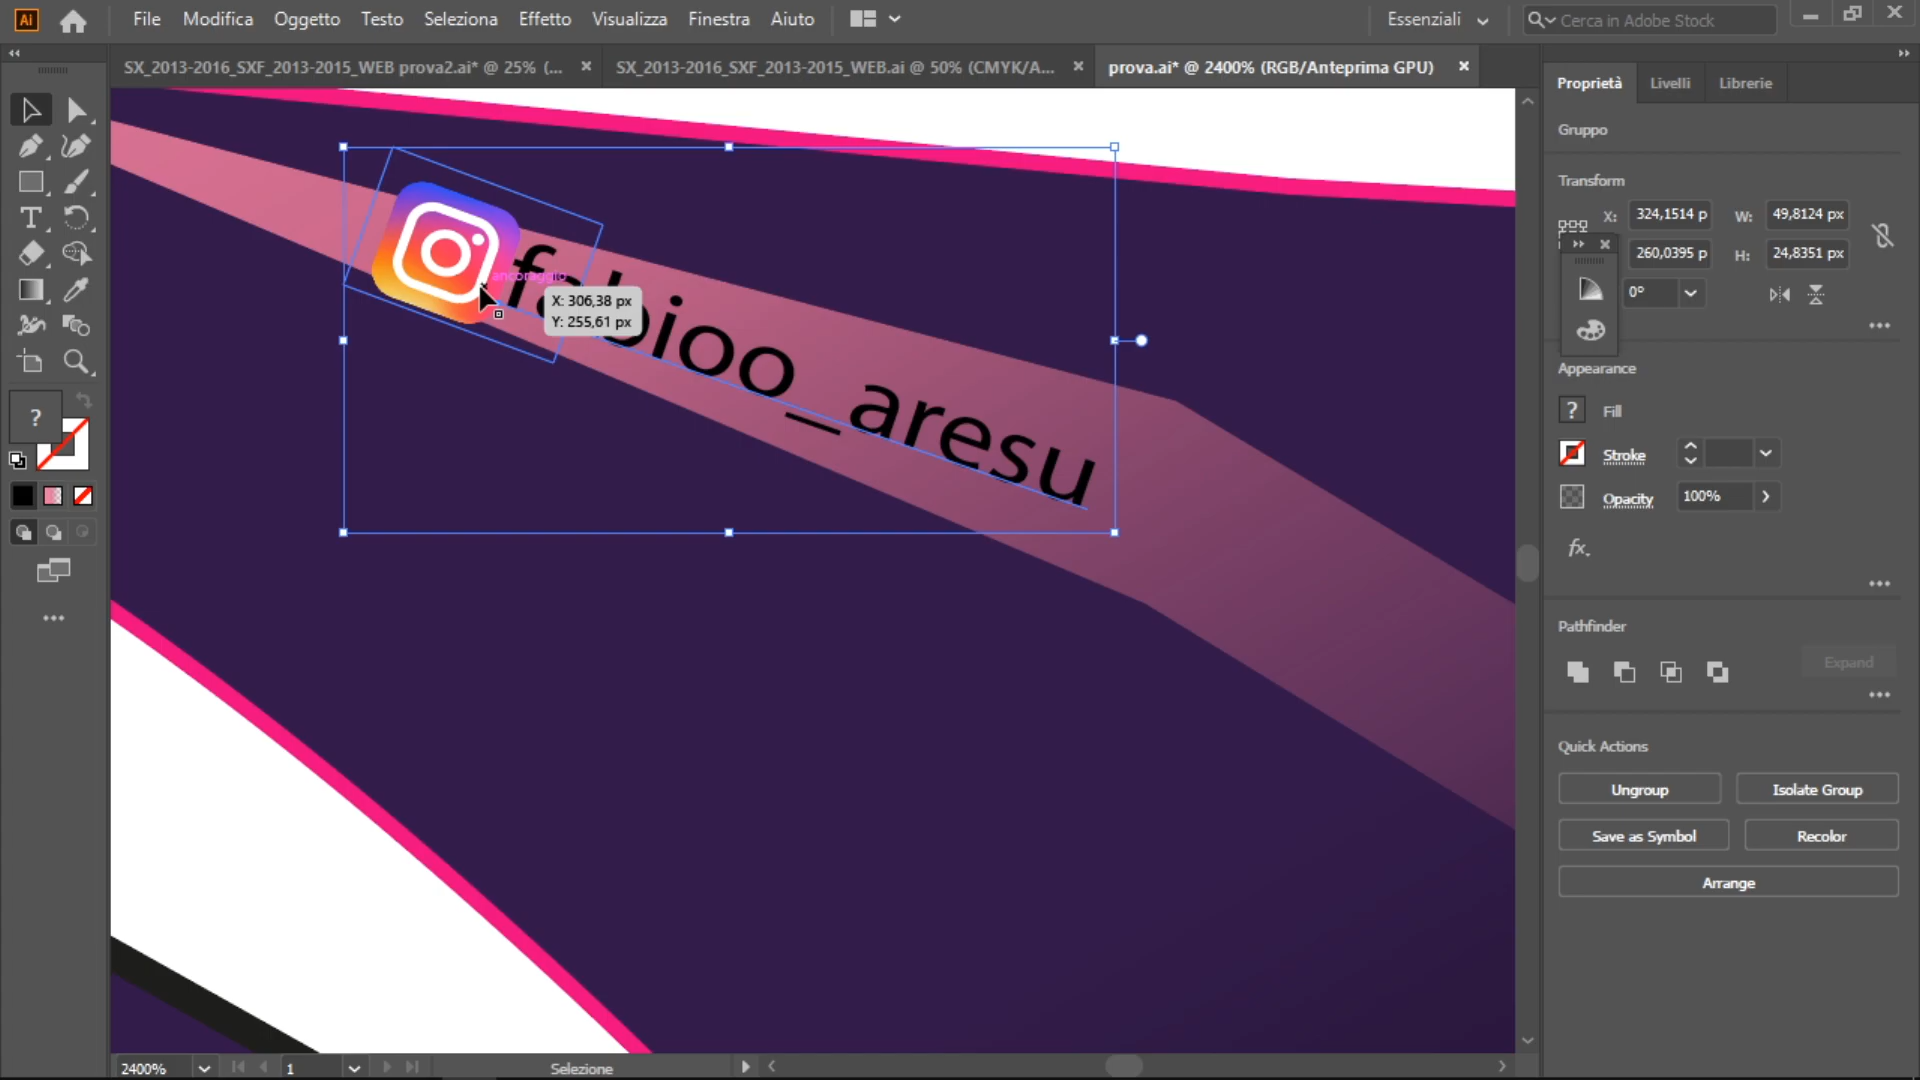 Ai File Modifica Oggetto Testo Seleziona Effetto Visualizza Finestra Aiuto Essenziali Cerca in Adobe Stock
SX_2013-2016_SXF_2013-2015_WEB prova2.ai* @ 25% (... SX_2013-2016_SXF_2013-2015_WEB.ai @ 50% (CMYK/A... prova.ai* @ 2400% (RGB/Anteprima GPU)
Proprietà Livelli Librerie
Gruppo
Transform
X: 324,1514 p W: 49,8124 px
260,0395 p H: 24,8351 px
0°
Appearance
? Fill
Stroke
Opacity 100%
fx.
Pathfinder
Expand
Quick Actions
Ungroup Isolate Group
Save as Symbol Recolor
Arrange
fabioo_aresu
ancoraggio
X: 306,38 px
Y: 255,61 px
T
?
2400% 1 Selezione